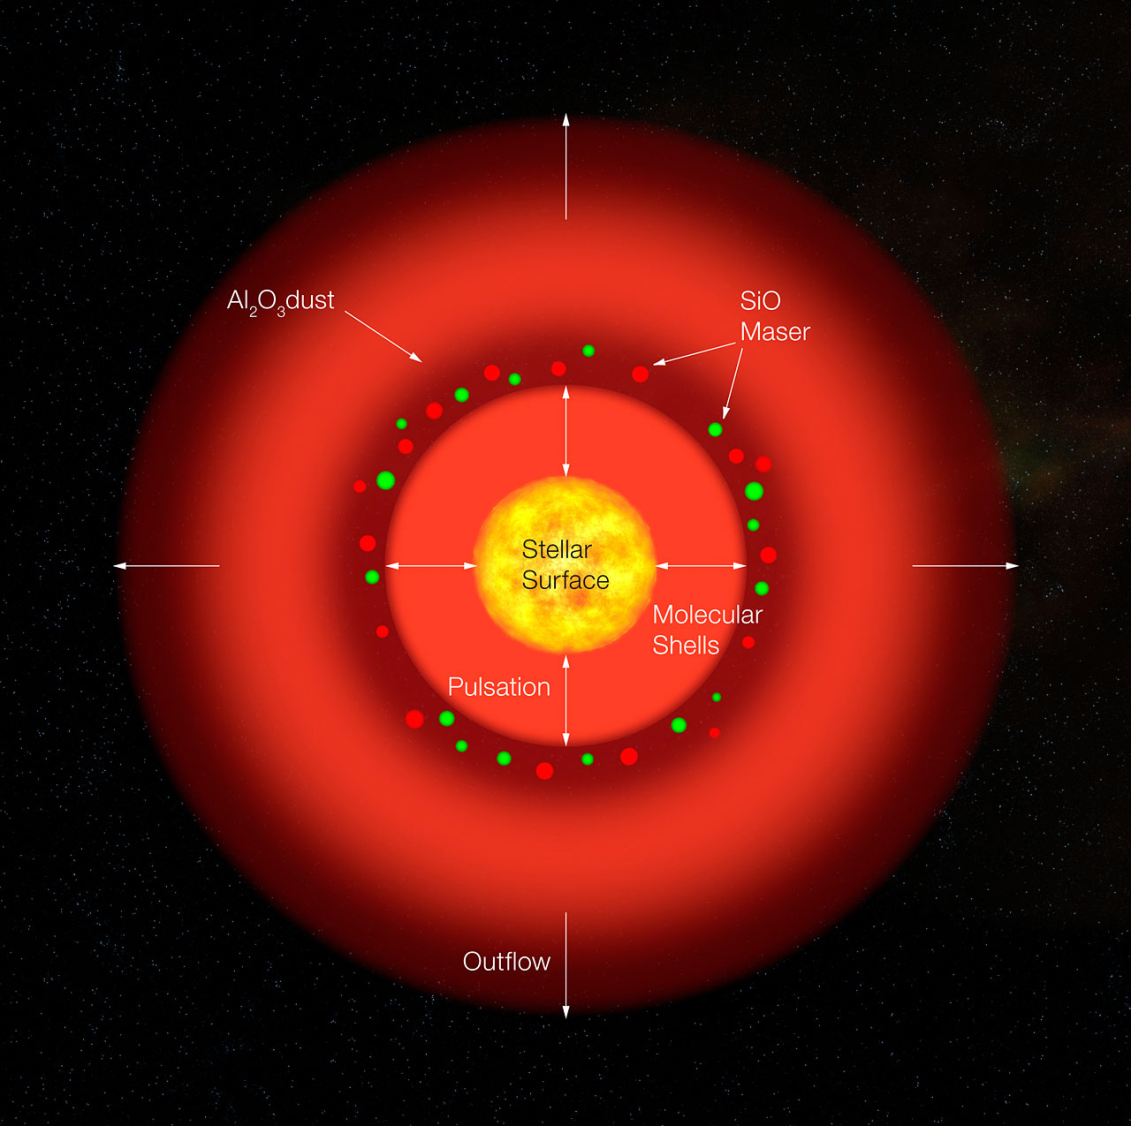 Al₂O₃dust
SiO
Maser
Stellar
Surface
Molecular
Shells
Pulsation
Outflow